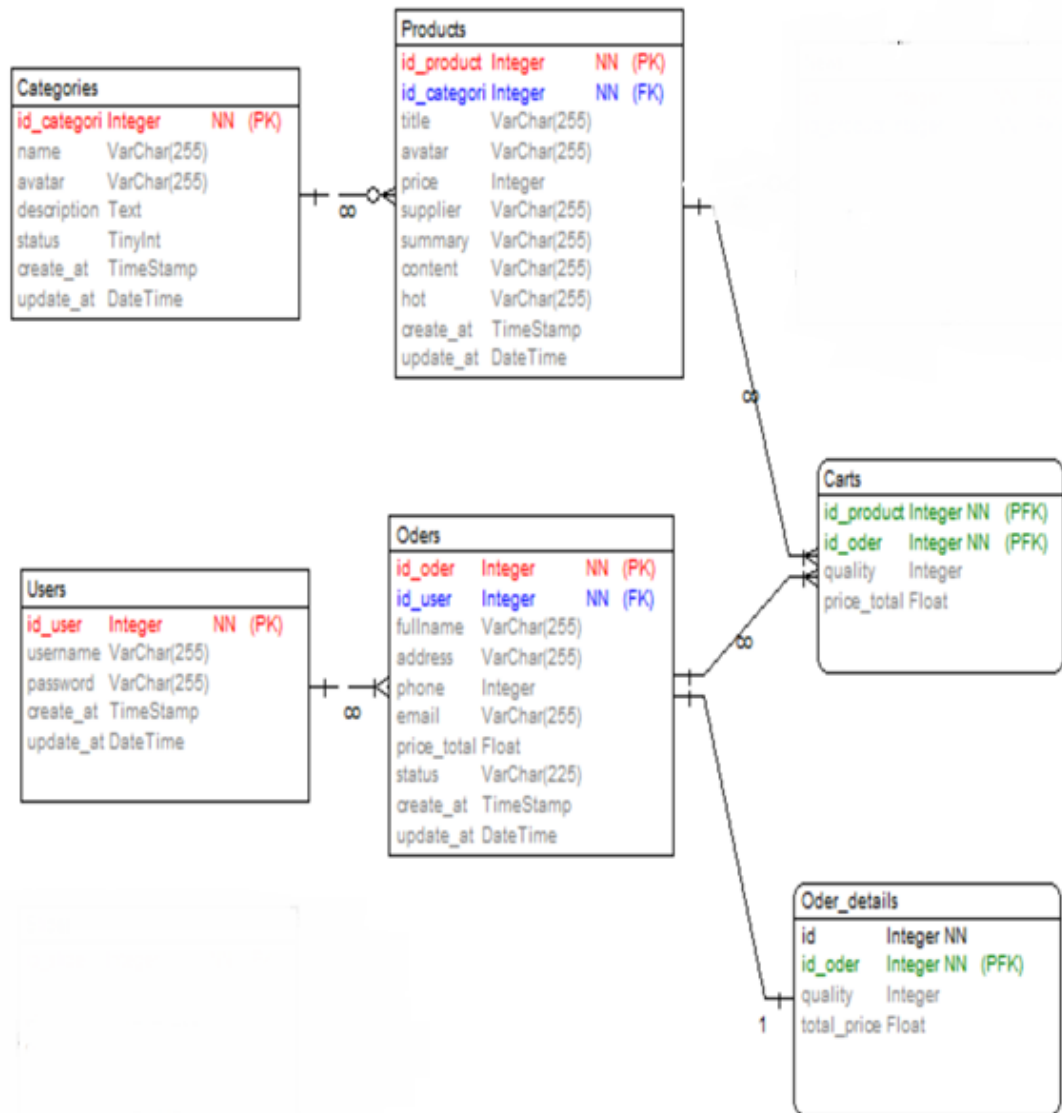 Products
id_product Integer NN (PK)
id_categori Integer NN (FK)
title VarChar(255)
avatar VarChar(255)
price Integer
supplier VarChar(255)
summary VarChar(255)
content VarChar(255)
hot VarChar(255)
create_at TimeStamp
update_at DateTime
Categories
id_categori Integer NN (PK)
name VarChar(255)
avatar VarChar(255)
description Text
status TinyInt
create_at TimeStamp
update_at DateTime
∞
∞
Carts
id_product Integer NN (PFK)
id_oder Integer NN (PFK)
quality Integer
price_total Float
Oders
id_oder Integer NN (PK)
id_user Integer NN (FK)
fullname VarChar(255)
address VarChar(255)
phone Integer
email VarChar(255)
price_total Float
status VarChar(225)
create_at TimeStamp
update_at DateTime
Users
id_user Integer NN (PK)
username VarChar(255)
password VarChar(255)
create_at TimeStamp
update_at DateTime
∞
∞
Oder_details
id Integer NN
id_oder Integer NN (PFK)
quality Integer
total_price Float
1